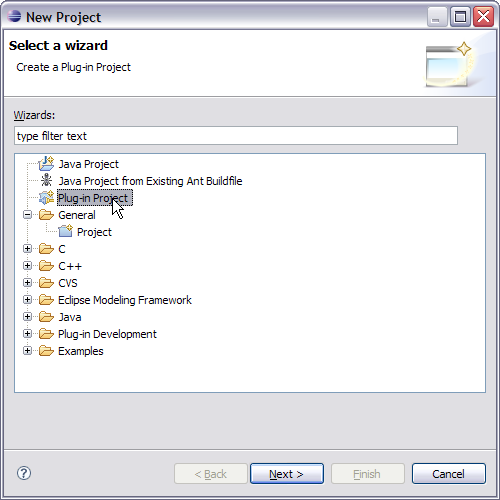 New Project
Select a wizard
Create a Plug-in Project
Wizards:
type filter text
Java Project
Java Project from Existing Ant Buildfile
Plug-in Project
General
Project
C
C++
CVS
Eclipse Modeling Framework
Java
Plug-in Development
Examples
? < Back Next > Finish Cancel